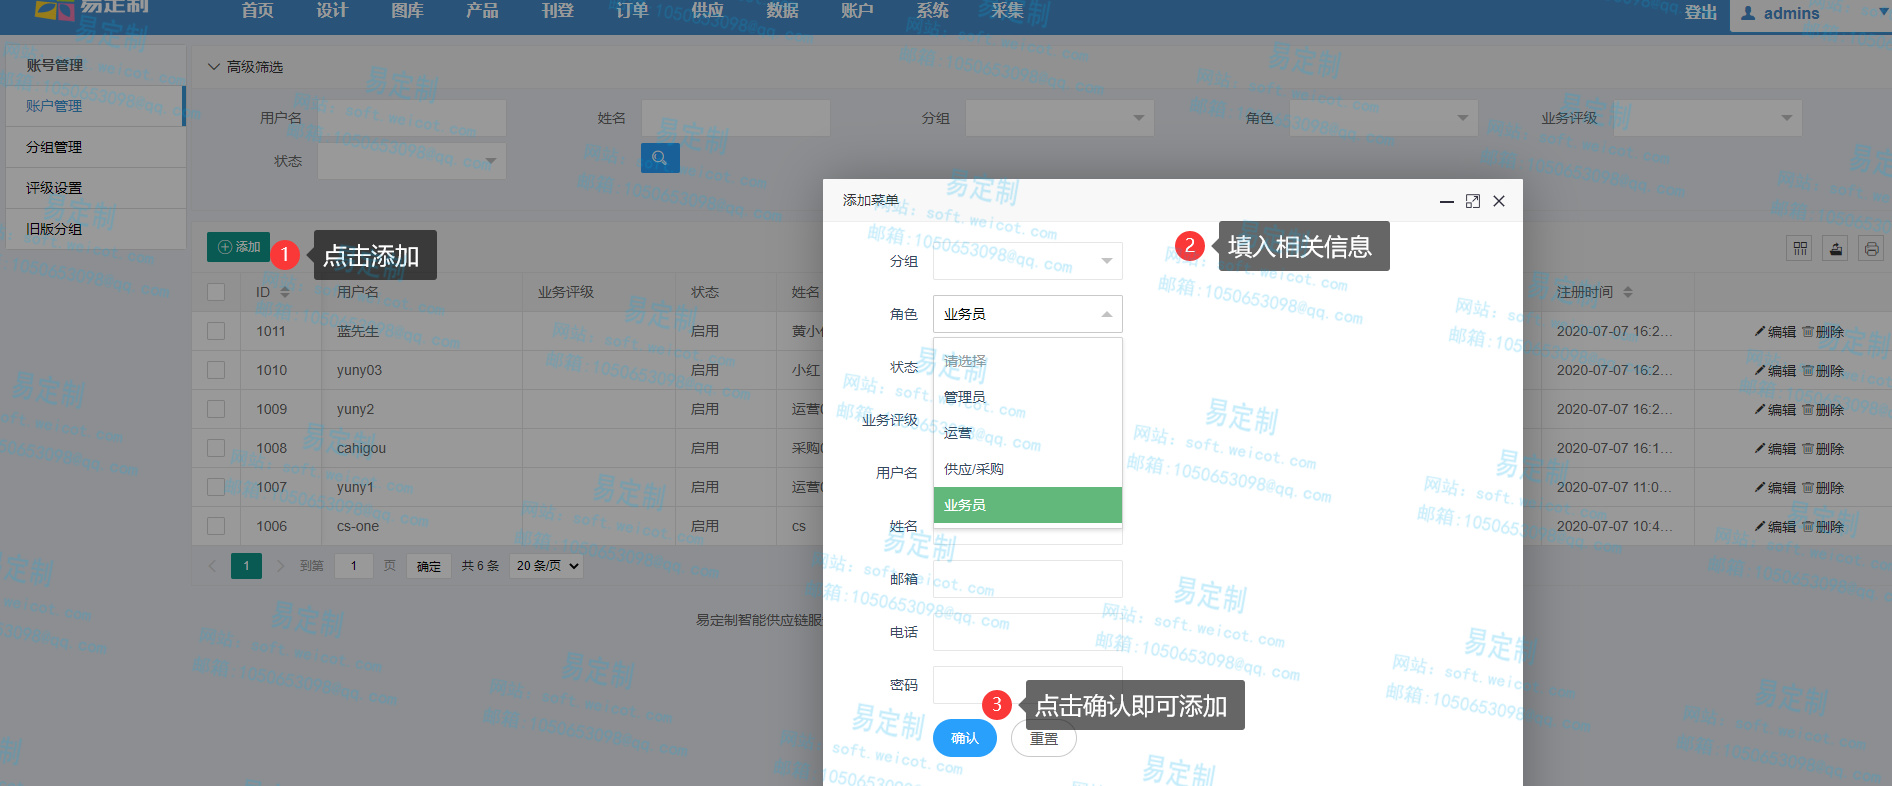 易定制 首页 设计 图库 产品 刊登 订单 供应 数据 账户 系统 采集 登出 admins
账号管理
账户管理
分组管理
评级设置
旧版分组
高级筛选
用户名 姓名 分组 角色 业务评级
状态
添加
1 点击添加
ID 用户名 业务评级 状态 姓名 注册时间
1011 蓝先生 启用 黄小 2020-07-07 16:2... 编辑 删除
1010 yuny03 启用 小红 2020-07-07 16:2... 编辑 删除
1009 yuny2 启用 运营 2020-07-07 16:2... 编辑 删除
1008 cahigou 启用 采购 2020-07-07 16:1... 编辑 删除
1007 yuny1 启用 运营 2020-07-07 11:0... 编辑 删除
1006 cs-one 启用 cs 2020-07-07 10:4... 编辑 删除
1 到第 1 页 确定 共 6 条 20 条/页
易定制智能供应链服
添加菜单
2 填入相关信息
分组
角色 业务员
请选择
管理员
运营
供应/采购
业务员
状态
业务评级
用户名
姓名
邮箱
电话
密码
3 点击确认即可添加
确认 重置
易定制
网站: soft.weicot.com
邮箱:1050653098@qq.com